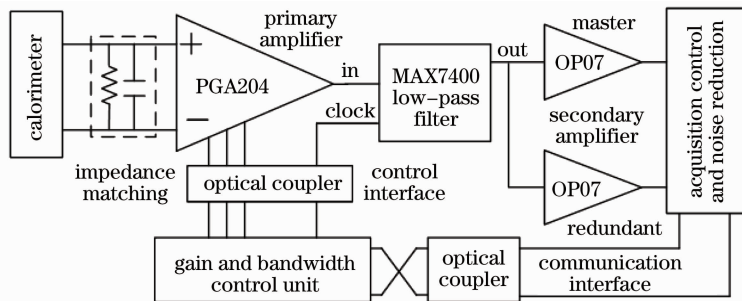 primary
amplifier
master
calorimeter
+
PGA204
−
in
clock
MAX7400
low−pass
filter
out
OP07
secondary
amplifier
OP07
redundant
acquisition control
and noise reduction
impedance
matching
optical coupler
control
interface
gain and bandwidth
control unit
optical
coupler
communication
interface